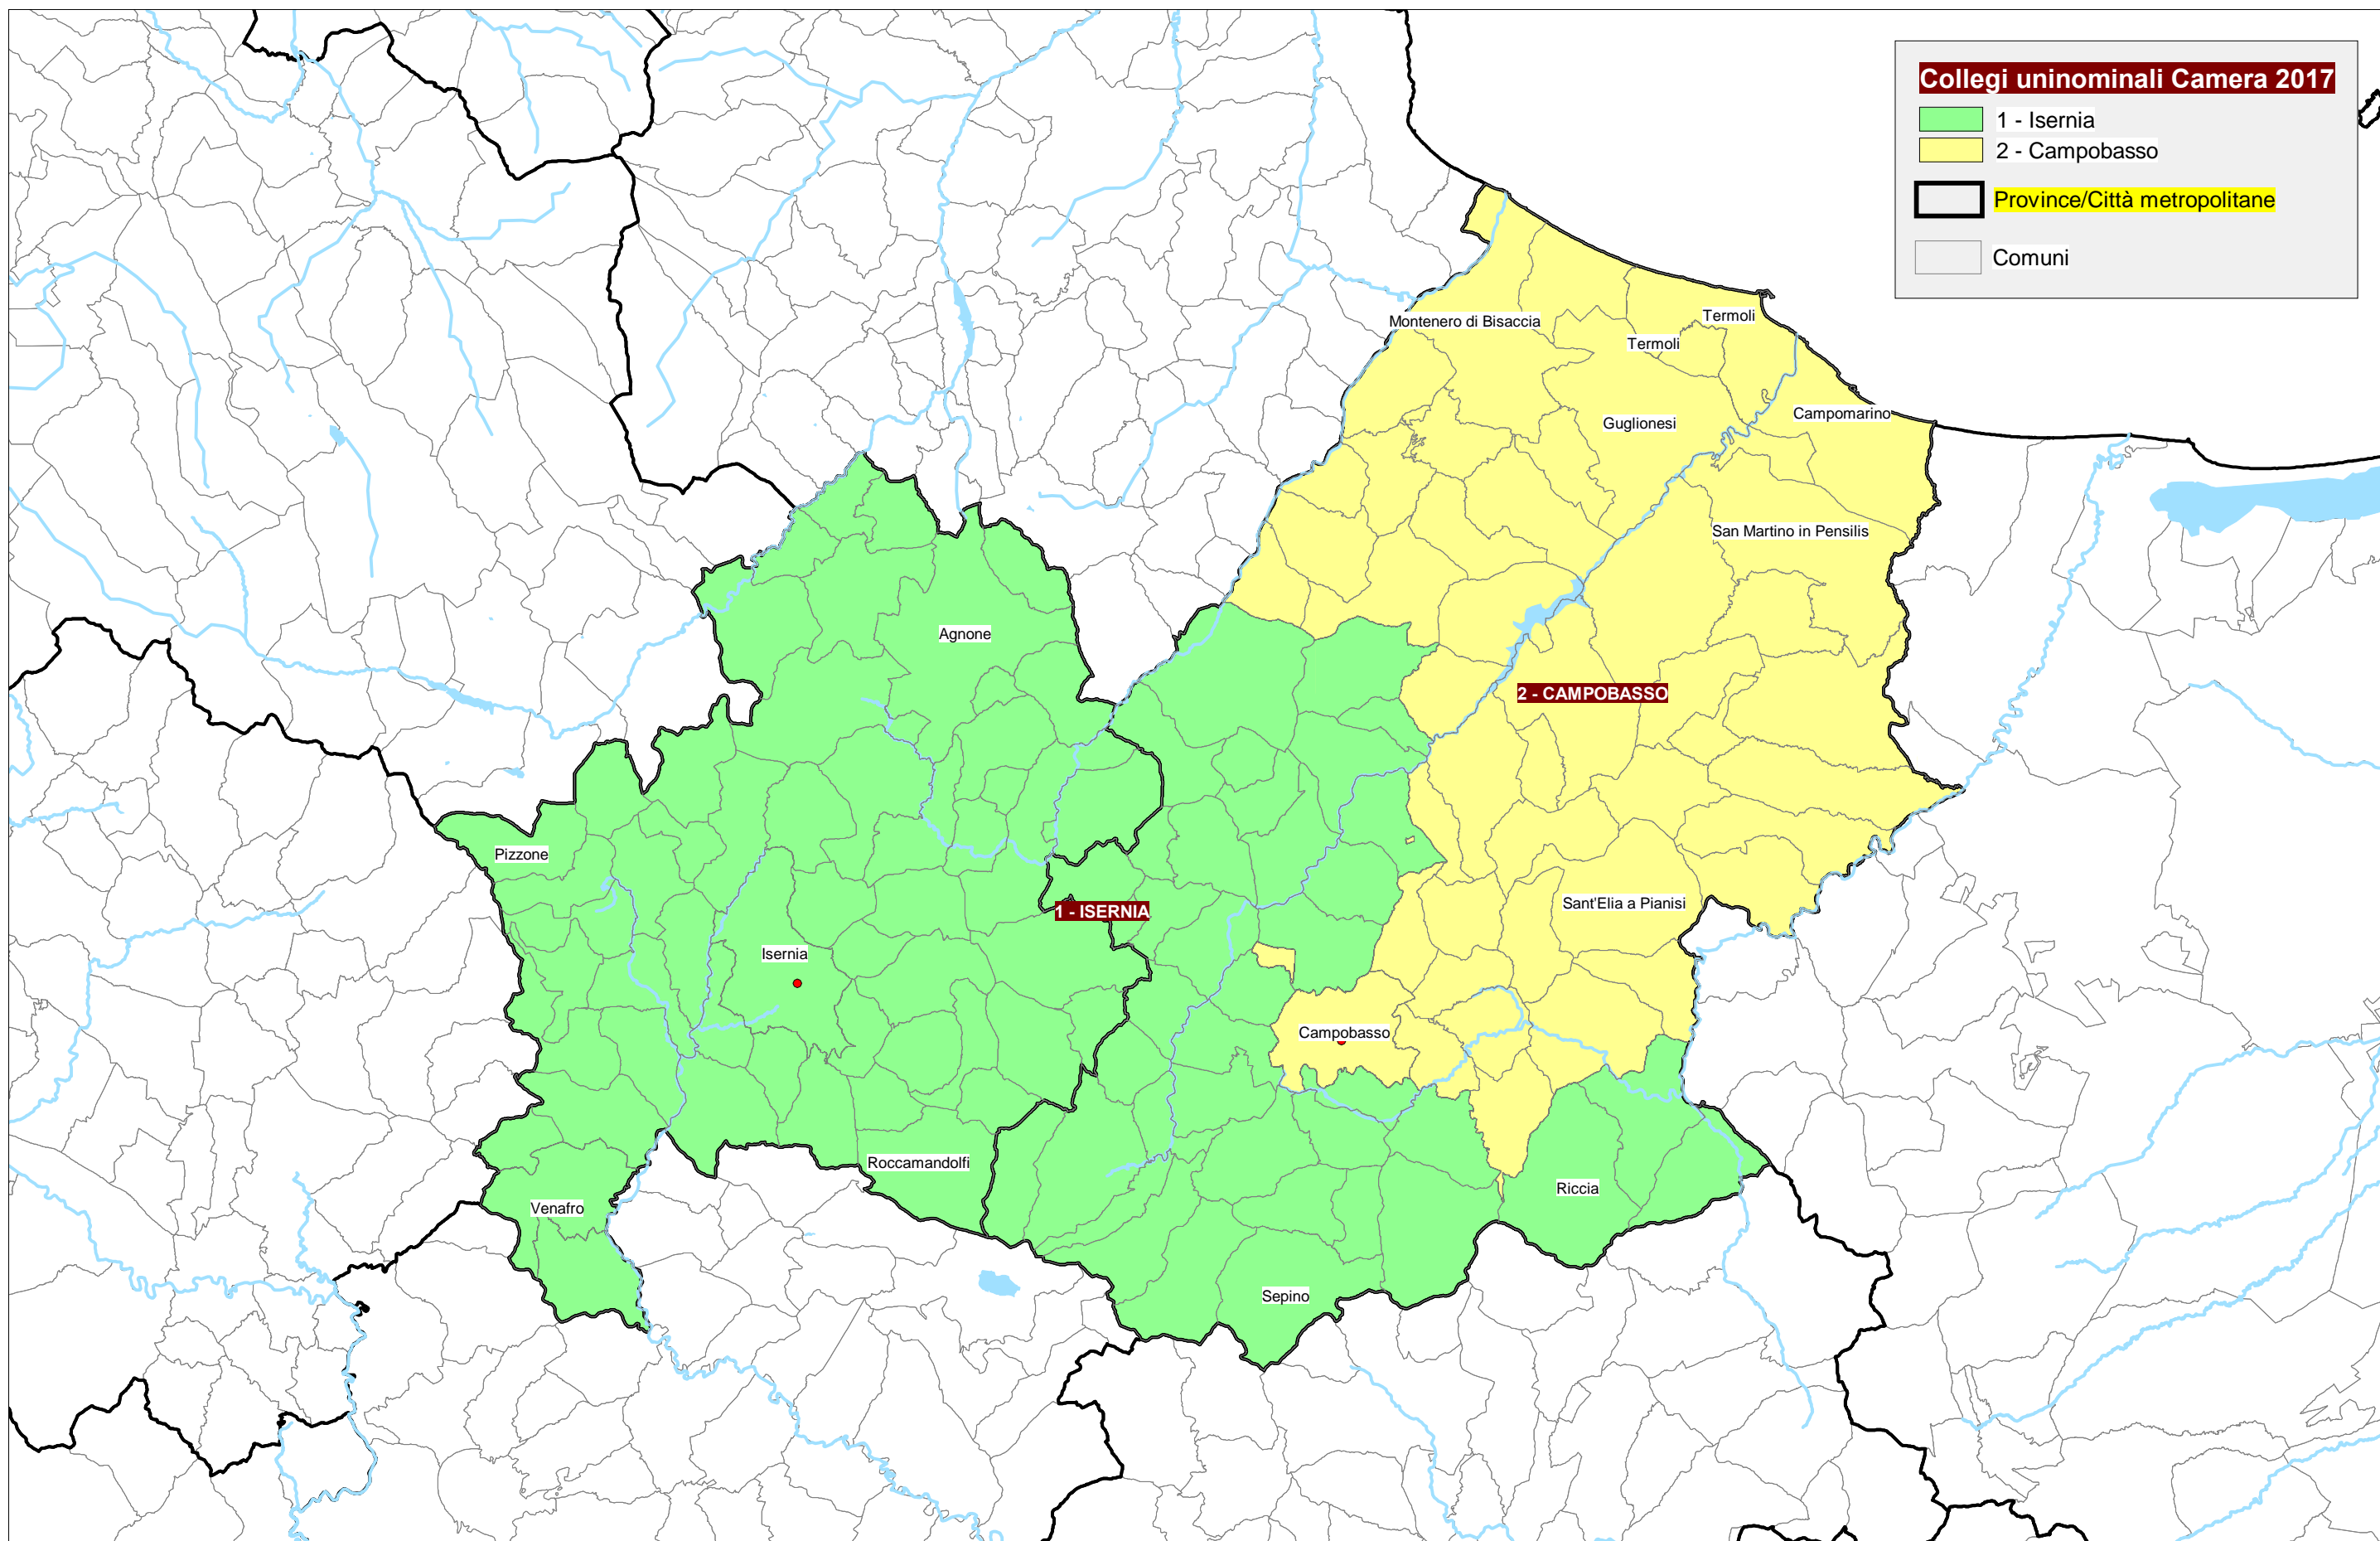 Collegi uninominali Camera 2017
1 - Isernia
2 - Campobasso
Province/Città metropolitane
Comuni
Termoli
Montenero di Bisaccia
Termoli
Campomarino
Guglionesi
San Martino in Pensilis
Agnone
2 - CAMPOBASSO
Pizzone
Sant'Elia a Pianisi
1 - ISERNIA
Isernia
Campobasso
Roccamandolfi
Riccia
Venafro
Sepino